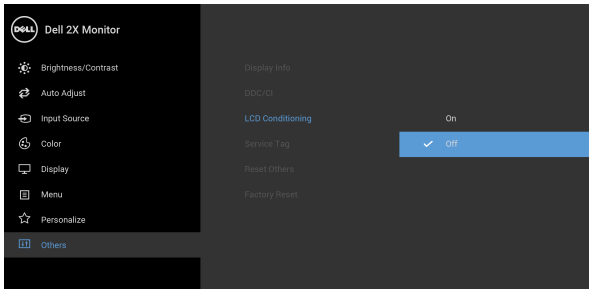 DELL Dell 2X Monitor
Brightness/Contrast
Auto Adjust
Input Source
Color
Display
Menu
Personalize
Others
Display Info
DDC/CI
LCD Conditioning
Service Tag
Reset Others
Factory Reset
On
Off